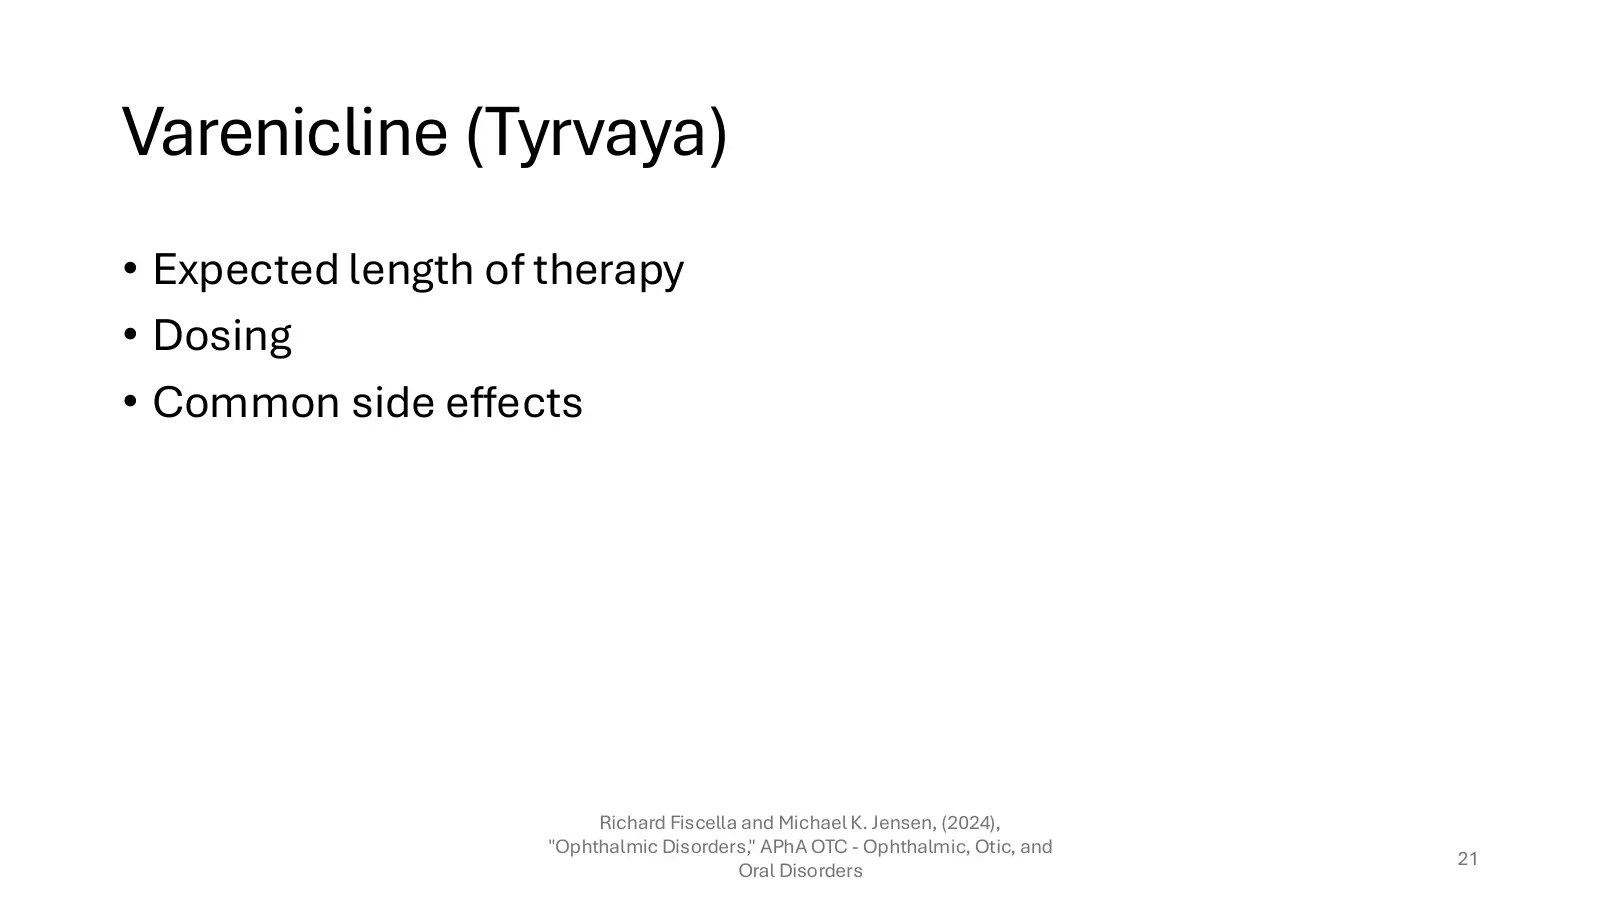 Varenicline (Tyrvaya)
• Expected length of therapy
• Dosing
• Common side effects
Richard Fiscella and Michael K. Jensen, (2024),
"Ophthalmic Disorders," APhA OTC - Ophthalmic, Otic, and
Oral Disorders
21